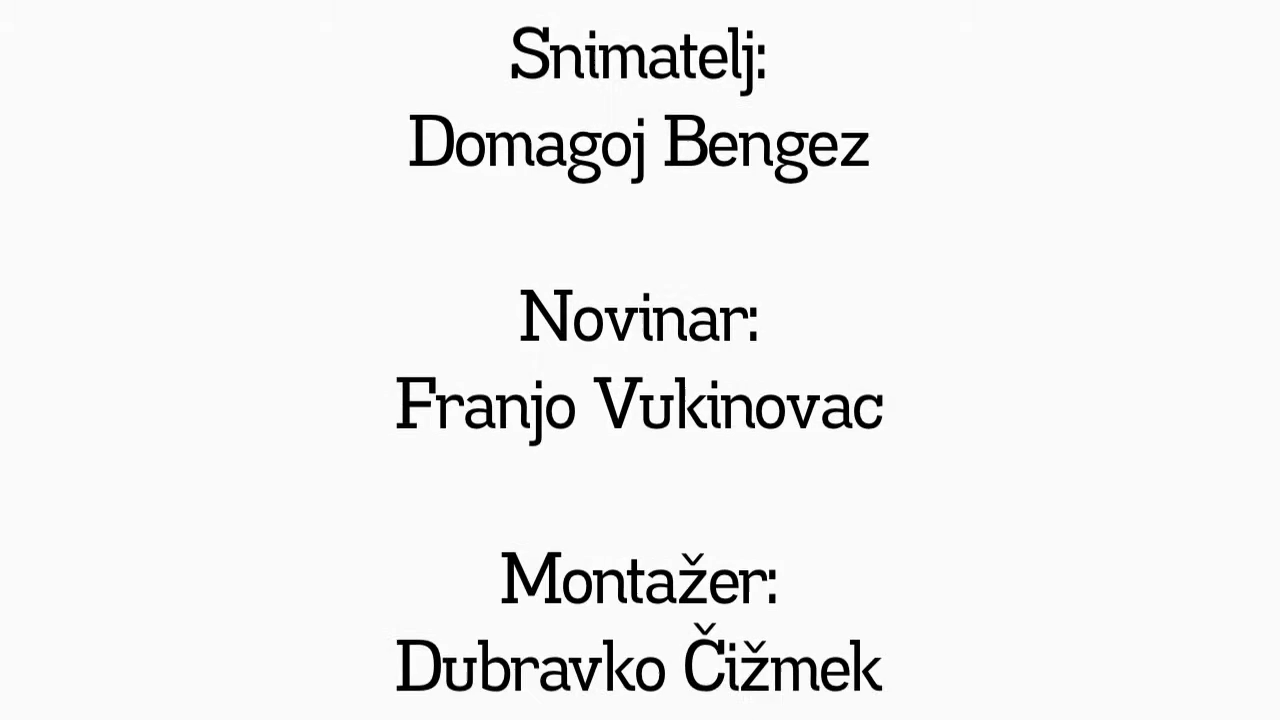 Snimatelj:
Domagoj Bengez
Novinar:
Franjo Vukinovac
Montažer:
Dubravko Čižmek